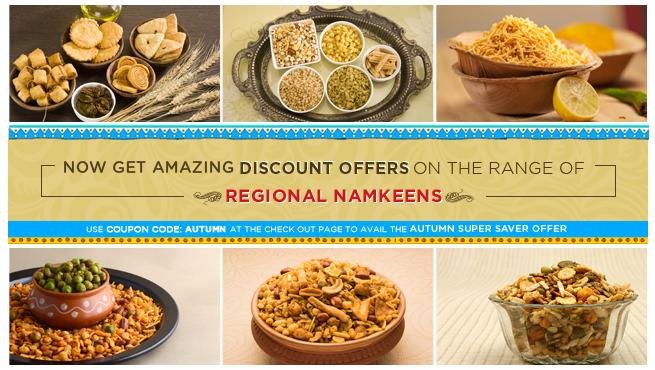 NOW GET AMAZING DISCOUNT OFFERS ON THE RANGE OF
REGIONAL NAMKEENS
USE COUPON CODE: AUTUMN AT THE CHECK OUT PAGE TO AVAIL THE AUTUMN SUPER SAVER OFFER